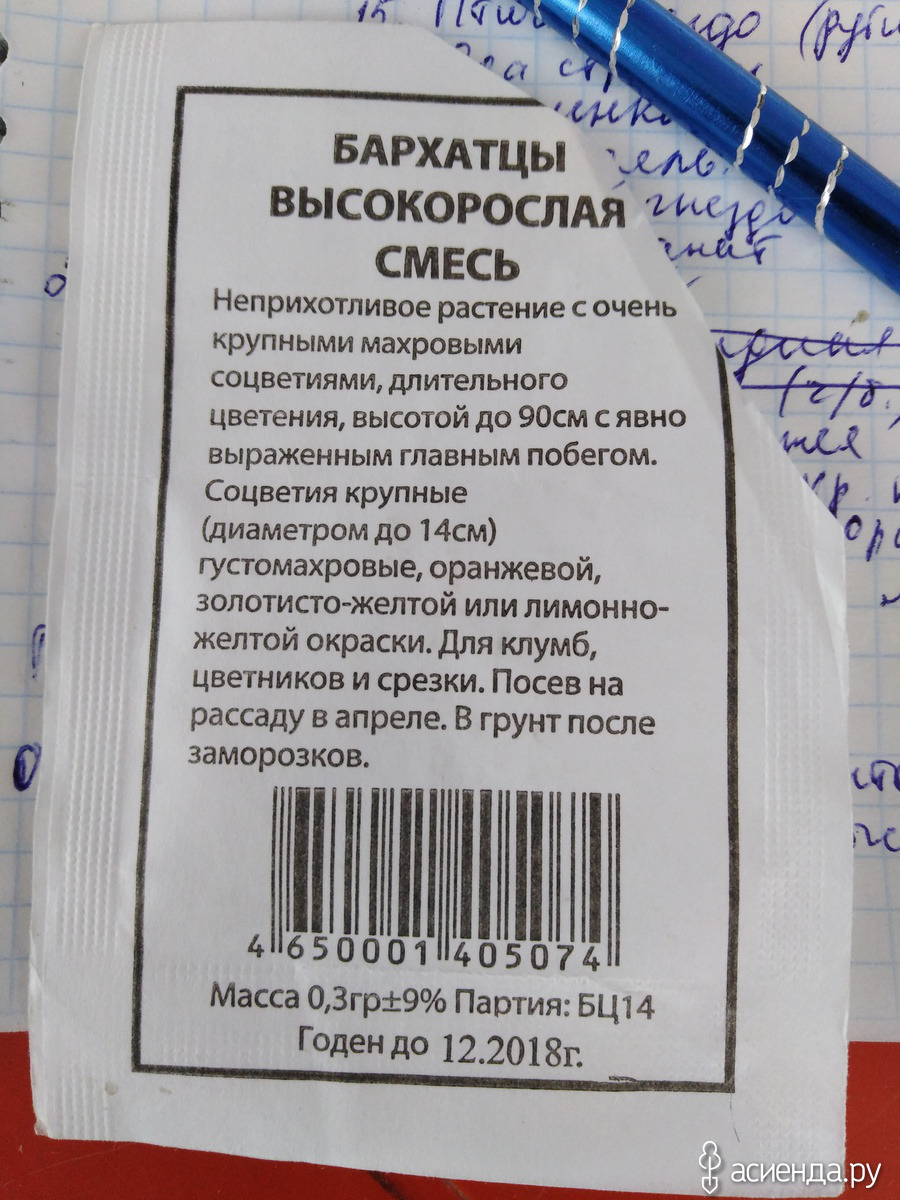 15.
(рути
гнездо
БАРХАТЦЫ
ВЫСОКОРОСЛАЯ
СМЕСЬ
Неприхотливое растение с очень
крупными махровыми
соцветиями, длительного
цветения, высотой до 90см с явно
выраженным главным побегом.
Соцветия крупные
(диаметром до 14см)
густомахровые, оранжевой,
золотисто-желтой или лимонно-
желтой окраски. Для клумб,
цветников и срезки. Посев на
рассаду в апреле. В грунт после
заморозков.
4 650001 405074
Масса 0,3гр±9% Партия: БЦ14
Годен до 12.2018г.
асиенда.ру